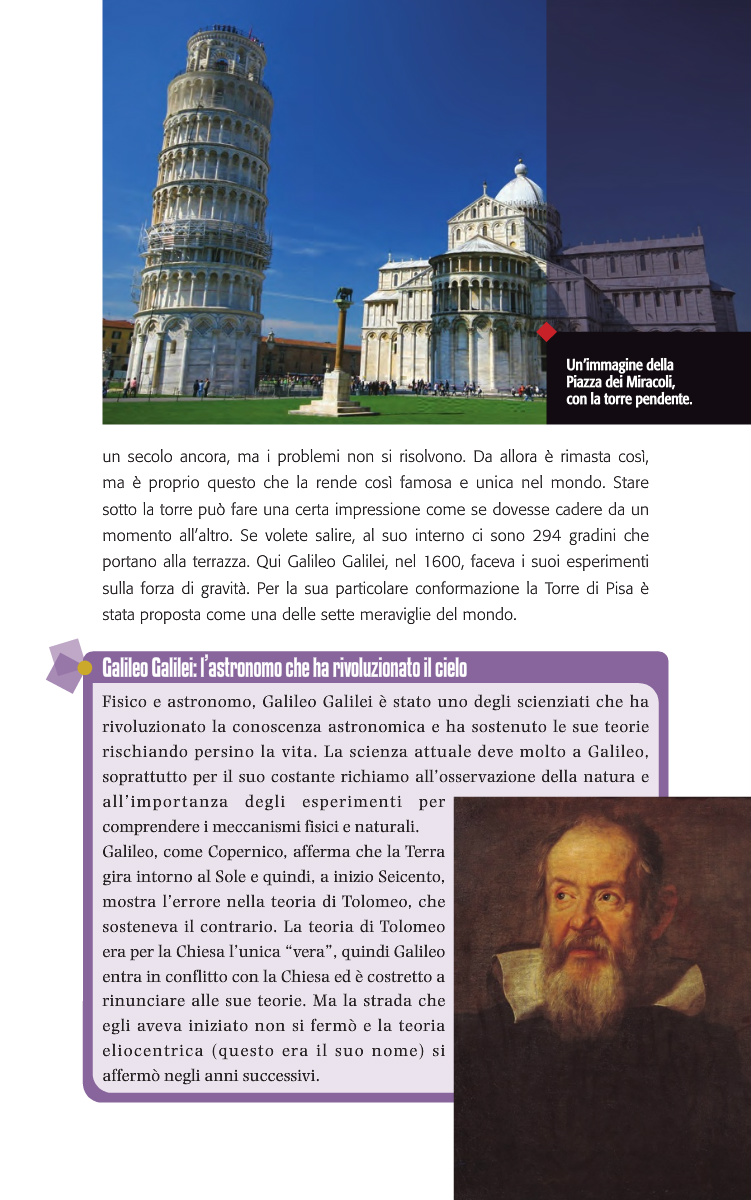 Un'immagine della
Piazza dei Miracoli,
con la torre pendente.
un secolo ancora, ma i problemi non si risolvono. Da allora è rimasta così,
ma è proprio questo che la rende così famosa e unica nel mondo. Stare
sotto la torre può fare una certa impressione come se dovesse cadere da un
momento all'altro. Se volete salire, al suo interno ci sono 294 gradini che
portano alla terrazza. Qui Galileo Galilei, nel 1600, faceva i suoi esperimenti
sulla forza di gravità. Per la sua particolare conformazione la Torre di Pisa è
stata proposta come una delle sette meraviglie del mondo.
Galileo Galilei: l'astronomo che ha rivoluzionato il cielo
Fisico e astronomo, Galileo Galilei è stato uno degli scienziati che ha
rivoluzionato la conoscenza astronomica e ha sostenuto le sue teorie
rischiando persino la vita. La scienza attuale deve molto a Galileo,
soprattutto per il suo costante richiamo all'osservazione della natura e
all'importanza degli esperimenti per
comprendere i meccanismi fisici e naturali.
Galileo, come Copernico, afferma che la Terra
gira intorno al Sole e quindi, a inizio Seicento,
mostra l'errore nella teoria di Tolomeo, che
sosteneva il contrario. La teoria di Tolomeo
era per la Chiesa l'unica "vera", quindi Galileo
entra in conflitto con la Chiesa ed è costretto a
rinunciare alle sue teorie. Ma la strada che
egli aveva iniziato non si fermò e la teoria
eliocentrica (questo era il suo nome) si
affermò negli anni successivi.